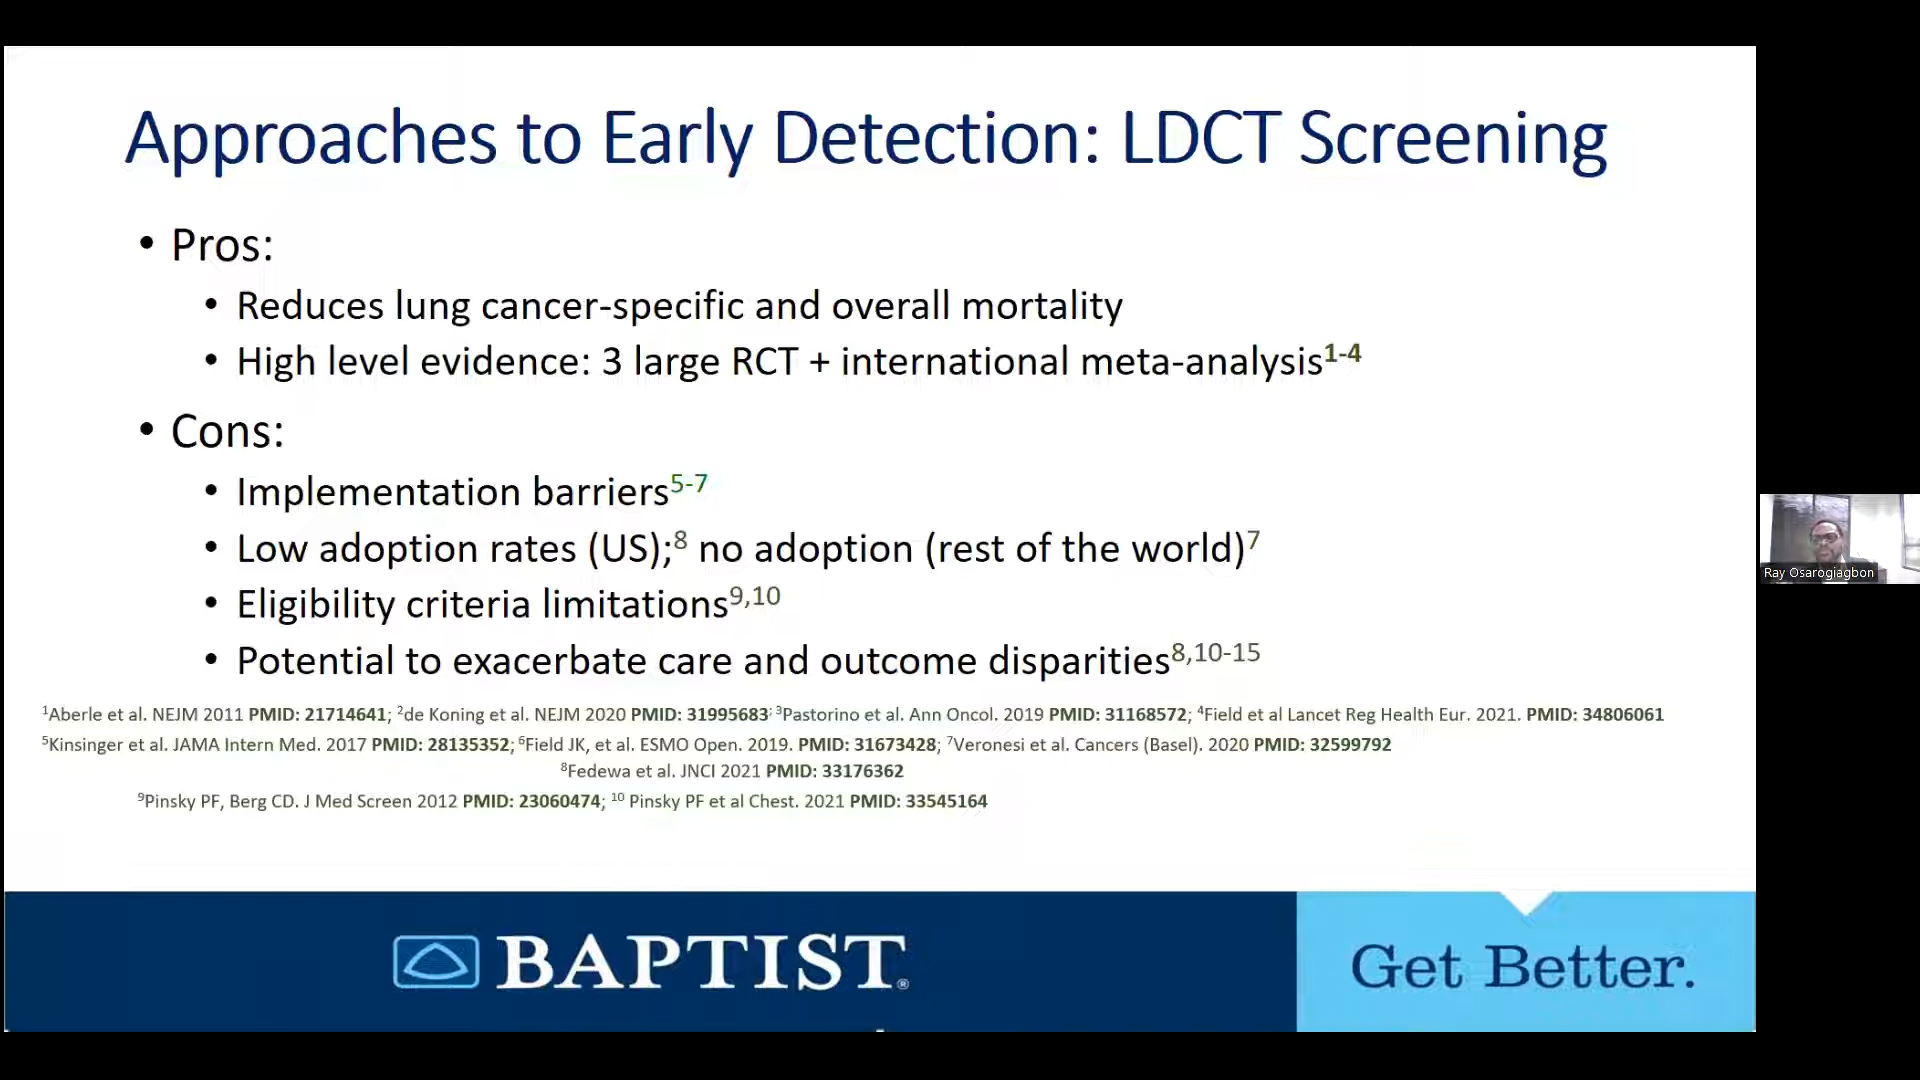 Approaches to Early Detection: LDCT Screening
• Pros:
• Reduces lung cancer-specific and overall mortality
• High level evidence: 3 large RCT + international meta-analysis1-4
• Cons:
• Implementation barriers5-7
• Low adoption rates (US);8 no adoption (rest of the world)7
• Eligibility criteria limitations9,10
• Potential to exacerbate care and outcome disparities8,10-15
1Aberle et al. NEJM 2011 PMID: 21714641; 2de Koning et al. NEJM 2020 PMID: 31995683; 3Pastorino et al. Ann Oncol. 2019 PMID: 31168572; 4Field et al Lancet Reg Health Eur. 2021. PMID: 34806061
5Kinsinger et al. JAMA Intern Med. 2017 PMID: 28135352; 6Field JK, et al. ESMO Open. 2019. PMID: 31673428; 7Veronesi et al. Cancers (Basel). 2020 PMID: 32599792
8Fedewa et al. JNCI 2021 PMID: 33176362
9Pinsky PF, Berg CD. J Med Screen 2012 PMID: 23060474; 10 Pinsky PF et al Chest. 2021 PMID: 33545164
BAPTIST®
Get Better.
Ray Osarogiagbon